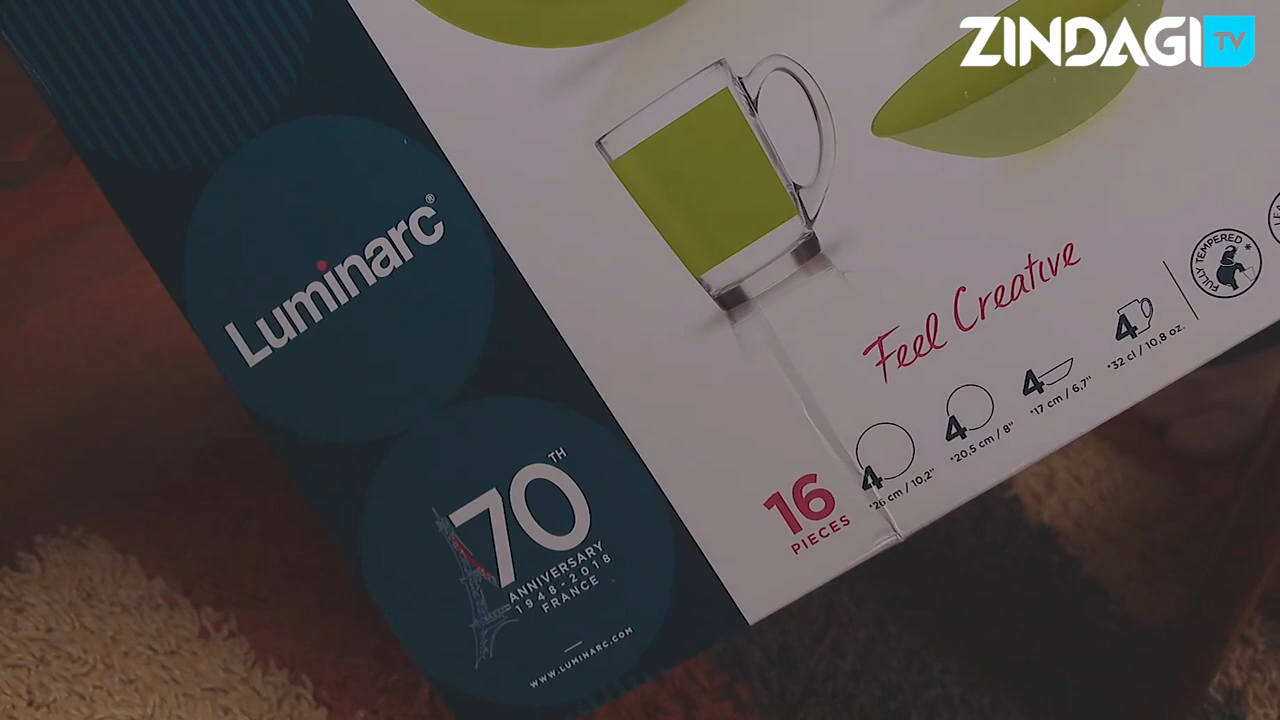 ZINDAGI TV
Luminarc®
Feel Creative
FULLY TEMPERED *
4
*32 cl / 10,8 oz.
4
*17 cm / 6,7"
4
*20,5 cm / 8"
4
*26 cm / 10,2"
16
PIECES
70TH
ANNIVERSARY
1948-2018
FRANCE
WWW.LUMINARC.COM